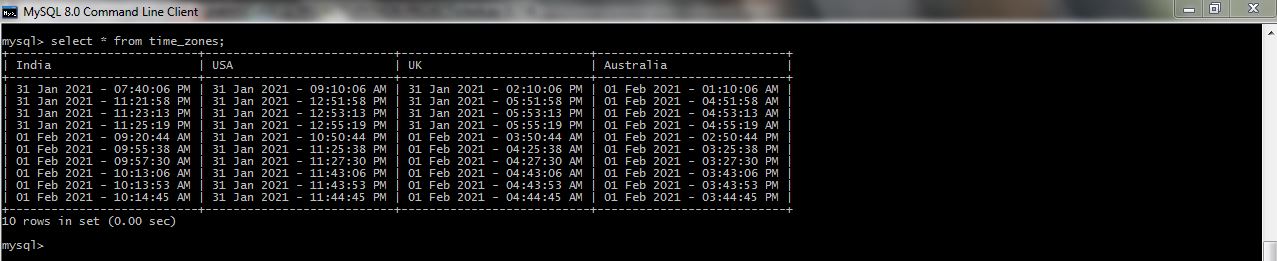 MySQL 8.0 Command Line Client
mysql> select * from time_zones;
+-------------------------+-------------------------+-------------------------+-------------------------+
| India | USA | UK | Australia |
+-------------------------+-------------------------+-------------------------+-------------------------+
| 31 Jan 2021 - 07:40:06 PM | 31 Jan 2021 - 09:10:06 AM | 31 Jan 2021 - 02:10:06 PM | 01 Feb 2021 - 01:10:06 AM |
| 31 Jan 2021 - 11:21:58 PM | 31 Jan 2021 - 12:51:58 PM | 31 Jan 2021 - 05:51:58 PM | 01 Feb 2021 - 04:51:58 AM |
| 31 Jan 2021 - 11:23:13 PM | 31 Jan 2021 - 12:53:13 PM | 31 Jan 2021 - 05:53:13 PM | 01 Feb 2021 - 04:53:13 AM |
| 31 Jan 2021 - 11:25:19 PM | 31 Jan 2021 - 12:55:19 PM | 31 Jan 2021 - 05:55:19 PM | 01 Feb 2021 - 04:55:19 AM |
| 01 Feb 2021 - 09:20:44 AM | 31 Jan 2021 - 10:50:44 PM | 01 Feb 2021 - 03:50:44 AM | 01 Feb 2021 - 02:50:44 PM |
| 01 Feb 2021 - 09:55:38 AM | 31 Jan 2021 - 11:25:38 PM | 01 Feb 2021 - 04:25:38 AM | 01 Feb 2021 - 03:25:38 PM |
| 01 Feb 2021 - 09:57:30 AM | 31 Jan 2021 - 11:27:30 PM | 01 Feb 2021 - 04:27:30 AM | 01 Feb 2021 - 03:27:30 PM |
| 01 Feb 2021 - 10:13:06 AM | 31 Jan 2021 - 11:43:06 PM | 01 Feb 2021 - 04:43:06 AM | 01 Feb 2021 - 03:43:06 PM |
| 01 Feb 2021 - 10:13:53 AM | 31 Jan 2021 - 11:43:53 PM | 01 Feb 2021 - 04:43:53 AM | 01 Feb 2021 - 03:43:53 PM |
| 01 Feb 2021 - 10:14:45 AM | 31 Jan 2021 - 11:44:45 PM | 01 Feb 2021 - 04:44:45 AM | 01 Feb 2021 - 03:44:45 PM |
+-------------------------+-------------------------+-------------------------+-------------------------+
10 rows in set (0.00 sec)
mysql>